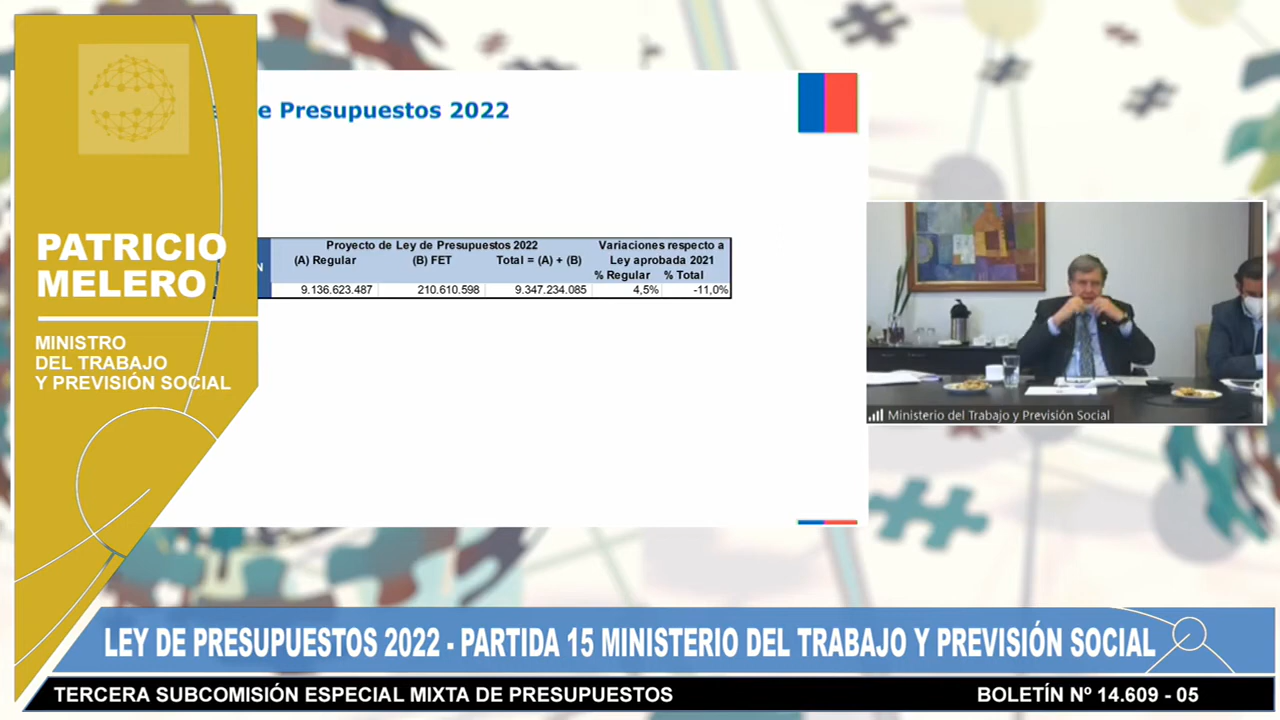 e Presupuestos 2022
PATRICIO
MELERO
MINISTRO
DEL TRABAJO
Y PREVISIÓN SOCIAL
N
Proyecto de Ley de Presupuestos 2022
Variaciones respecto a
(A) Regular (B) FET Total = (A) + (B) Ley aprobada 2021
% Regular % Total
9.136.623.487 210.610.598 9.347.234.085 4,5% -11,0%
Ministerio del Trabajo y Previsión Social
LEY DE PRESUPUESTOS 2022 - PARTIDA 15 MINISTERIO DEL TRABAJO Y PREVISIÓN SOCIAL
TERCERA SUBCOMISIÓN ESPECIAL MIXTA DE PRESUPUESTOS BOLETÍN Nº 14.609 - 05